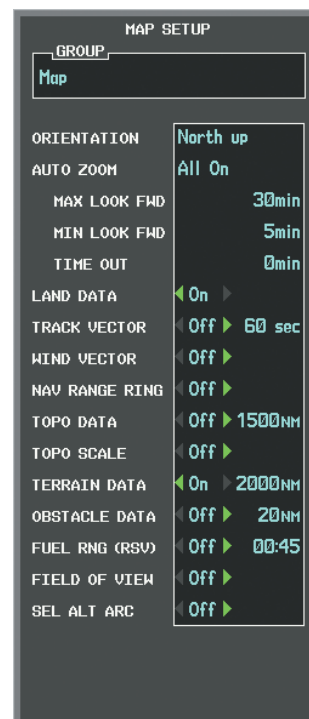 MAP SETUP
GROUP
Map
ORIENTATION North up
AUTO ZOOM All On
MAX LOOK FWD 30min
MIN LOOK FWD 5min
TIME OUT 0min
LAND DATA On
TRACK VECTOR Off 60 sec
WIND VECTOR Off
NAV RANGE RING Off
TOPO DATA Off 1500NM
TOPO SCALE Off
TERRAIN DATA On 2000NM
OBSTACLE DATA Off 20NM
FUEL RNG (RSV) Off 00:45
FIELD OF VIEW Off
SEL ALT ARC Off